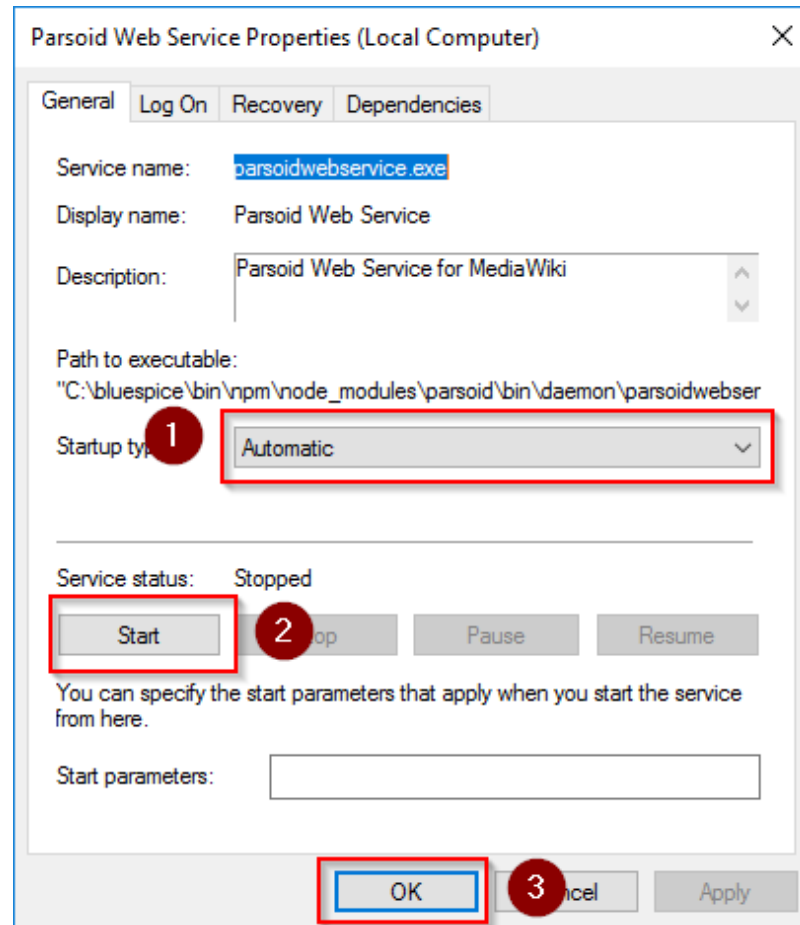 Parsoid Web Service Properties (Local Computer)
General Log On Recovery Dependencies
Service name: parsoidwebservice.exe
Display name: Parsoid Web Service
Description: Parsoid Web Service for MediaWiki
Path to executable:
"C:\bluespice\bin\npm\node_modules\parsoid\bin\daemon\parsoidwebser
Startup 1 Automatic
Service status: Stopped
Start 2 Pause Resume
You can specify the start parameters that apply when you start the service
from here.
Start parameters:
OK 3 Apply